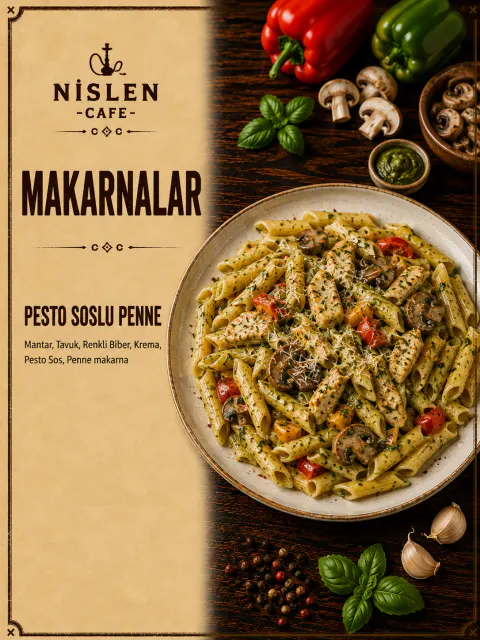 NİSLEN
-CAFE-
MAKARNALAR
PESTO SOSLU PENNE
Mantar, Tavuk, Renkli Biber, Krema,
Pesto Sos, Penne makarna